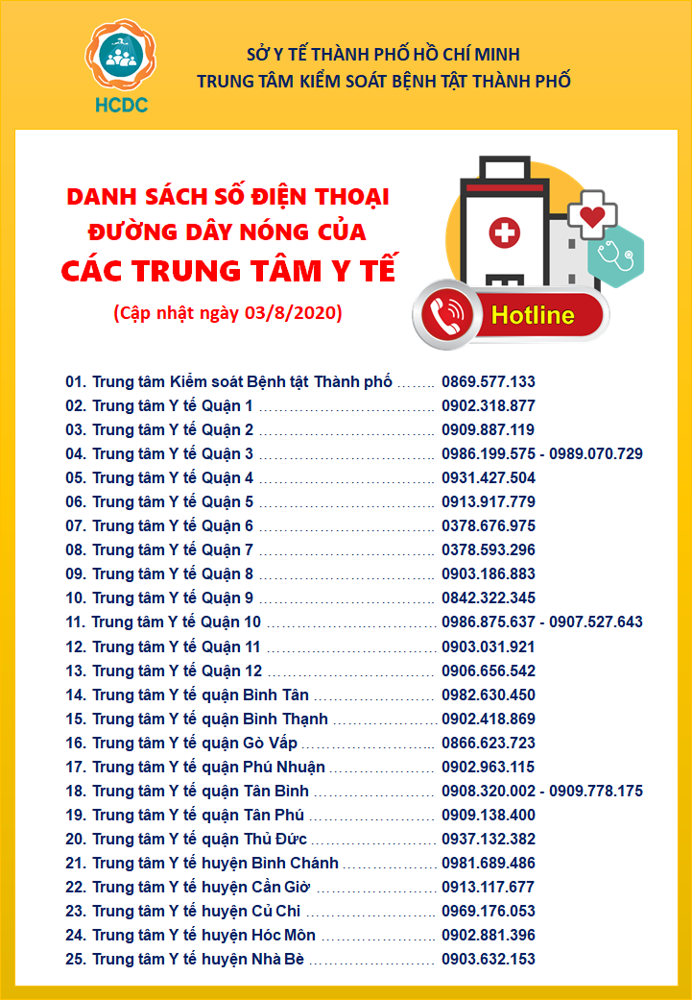 HCDC
SỞ Y TẾ THÀNH PHỐ HỒ CHÍ MINH
TRUNG TÂM KIỂM SOÁT BỆNH TẬT THÀNH PHỐ
DANH SÁCH SỐ ĐIỆN THOẠI
ĐƯỜNG DÂY NÓNG CỦA
CÁC TRUNG TÂM Y TẾ
(Cập nhật ngày 03/8/2020)
Hotline
01. Trung tâm Kiểm soát Bệnh tật Thành phố ........ 0869.577.133
02. Trung tâm Y tế Quận 1 ................................ 0902.318.877
03. Trung tâm Y tế Quận 2 ................................ 0909.887.119
04. Trung tâm Y tế Quận 3 ................................ 0986.199.575 - 0989.070.729
05. Trung tâm Y tế Quận 4 ................................ 0931.427.504
06. Trung tâm Y tế Quận 5 ................................ 0913.917.779
07. Trung tâm Y tế Quận 6 ................................ 0378.676.975
08. Trung tâm Y tế Quận 7 ................................ 0378.593.296
09. Trung tâm Y tế Quận 8 ................................ 0903.186.883
10. Trung tâm Y tế Quận 9 ................................ 0842.322.345
11. Trung tâm Y tế Quận 10 ............................... 0986.875.637 - 0907.527.643
12. Trung tâm Y tế Quận 11 ............................... 0903.031.921
13. Trung tâm Y tế Quận 12 ............................... 0906.656.542
14. Trung tâm Y tế quận Bình Tân ...................... 0982.630.450
15. Trung tâm Y tế quận Bình Thạnh ................... 0902.418.869
16. Trung tâm Y tế quận Gò Vấp ......................... 0866.623.723
17. Trung tâm Y tế quận Phú Nhuận .................... 0902.963.115
18. Trung tâm Y tế quận Tân Bình ....................... 0908.320.002 - 0909.778.175
19. Trung tâm Y tế quận Tân Phú ........................ 0909.138.400
20. Trung tâm Y tế quận Thủ Đức ....................... 0937.132.382
21. Trung tâm Y tế huyện Bình Chánh ................. 0981.689.486
22. Trung tâm Y tế huyện Cần Giờ ...................... 0913.117.677
23. Trung tâm Y tế huyện Củ Chi ........................ 0969.176.053
24. Trung tâm Y tế huyện Hóc Môn ..................... 0902.881.396
25. Trung tâm Y tế huyện Nhà Bè ....................... 0903.632.153